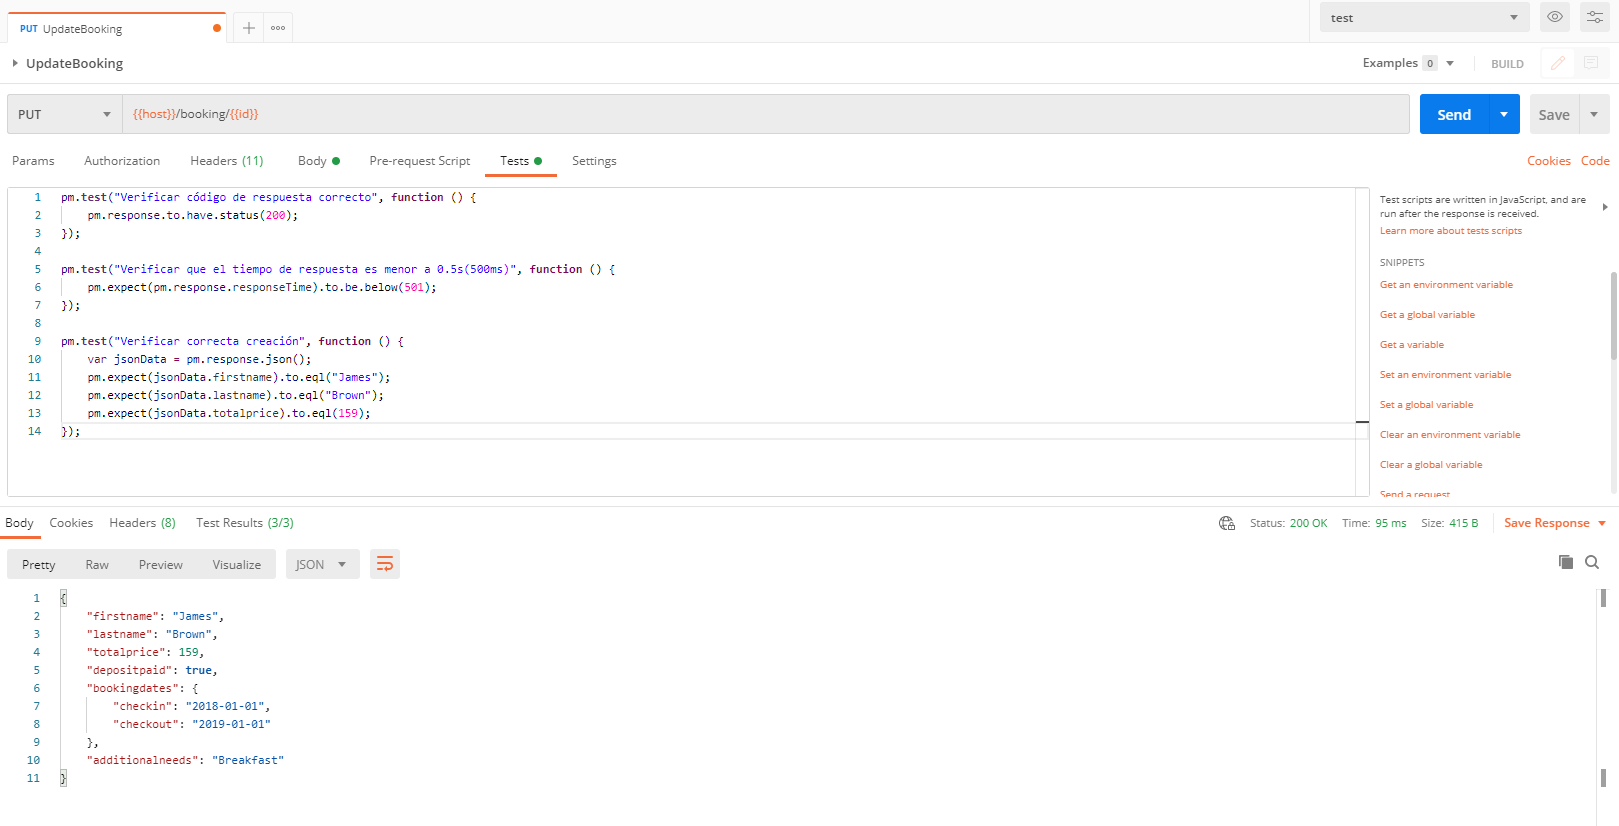 PUT UpdateBooking
test
UpdateBooking
Examples 0
BUILD
PUT
{{host}}/booking/{{id}}
Send
Save
Params Authorization Headers (11) Body Pre-request Script Tests Settings
Cookies Code
1 pm.test("Verificar código de respuesta correcto", function () {
2 pm.response.to.have.status(200);
3 });
4
5 pm.test("Verificar que el tiempo de respuesta es menor a 0.5s(500ms)", function () {
6 pm.expect(pm.response.responseTime).to.be.below(501);
7 });
8
9 pm.test("Verificar correcta creación", function () {
10 var jsonData = pm.response.json();
11 pm.expect(jsonData.firstname).to.eql("James");
12 pm.expect(jsonData.lastname).to.eql("Brown");
13 pm.expect(jsonData.totalprice).to.eql(159);
14 });
Test scripts are written in JavaScript, and are
run after the response is received.
Learn more about tests scripts
SNIPPETS
Get an environment variable
Get a global variable
Get a variable
Set an environment variable
Set a global variable
Clear an environment variable
Clear a global variable
Send a request
Body Cookies Headers (8) Test Results (3/3)
Status: 200 OK Time: 95 ms Size: 415 B Save Response
Pretty Raw Preview Visualize JSON
1 {
2 "firstname": "James",
3 "lastname": "Brown",
4 "totalprice": 159,
5 "depositpaid": true,
6 "bookingdates": {
7 "checkin": "2018-01-01",
8 "checkout": "2019-01-01"
9 },
10 "additionalneeds": "Breakfast"
11 }